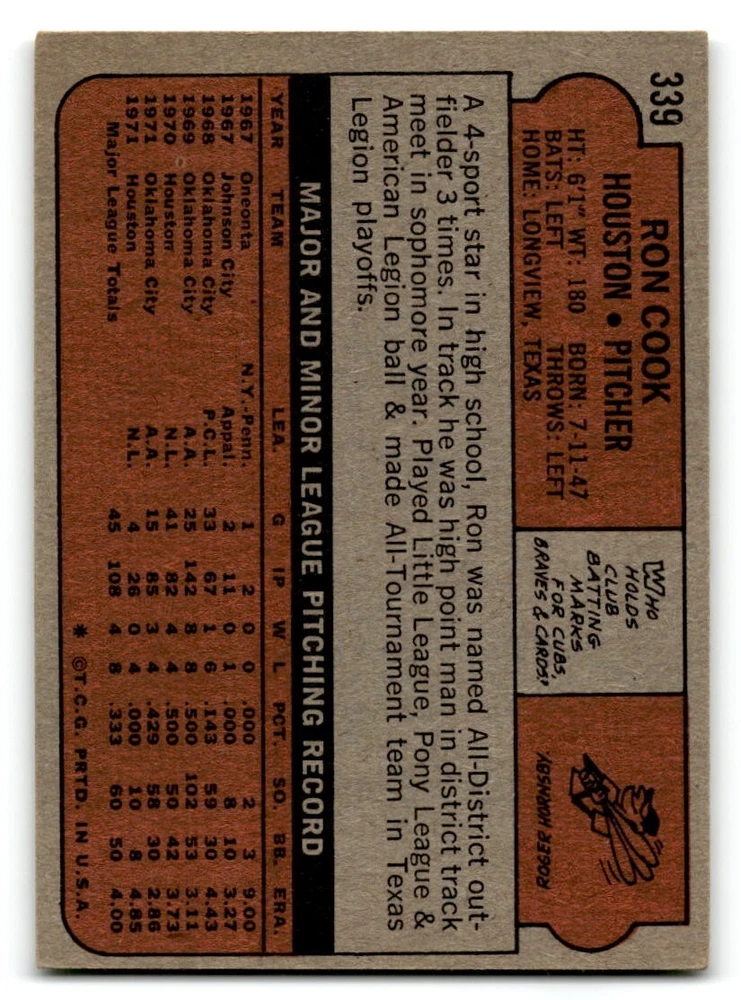 339
RON COOK
HOUSTON • PITCHER
HT: 6'1" WT: 180 BORN: 7-11-47
BATS: LEFT THROWS: LEFT
HOME: LONGVIEW, TEXAS
WHO
HOLDS
CLUB
BATTING
MARKS
FOR CUBS,
BRAVES & CARDS?
ROGER HORNSBY.
A 4-sport star in high school, Ron was named All-District out-
fielder 3 times. In track he was high point man in district track
meet in sophomore year. Played Little League, Pony League &
American Legion ball & made All-Tournament team in Texas
Legion playoffs.
MAJOR AND MINOR LEAGUE PITCHING RECORD
YEAR TEAM LEA. G IP W L PCT. SO. BB. ERA.
1967 Oneonta N.Y.-Penn. 1 2 0 0 .000 2 3 9.00
1967 Johnson City Appal. 2 11 0 1 .000 8 10 3.27
1968 Oklahoma City P.C.L. 33 67 1 6 .143 59 30 4.43
1969 Oklahoma City A.A. 25 142 8 8 .500 102 53 3.11
1970 Houston N.L. 41 82 4 4 .500 50 42 3.73
1971 Oklahoma City A.A. 15 85 3 4 .429 58 30 2.86
1971 Houston N.L. 4 26 0 4 .000 10 8 4.85
Major League Totals 45 108 4 8 .333 60 50 4.00
* ©T.C.G. PRTD. IN U.S.A.